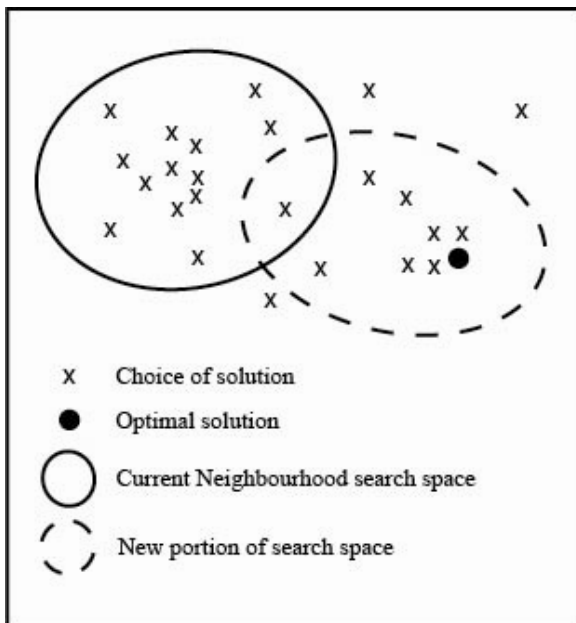 x Choice of solution
Optimal solution
Current Neighbourhood search space
New portion of search space